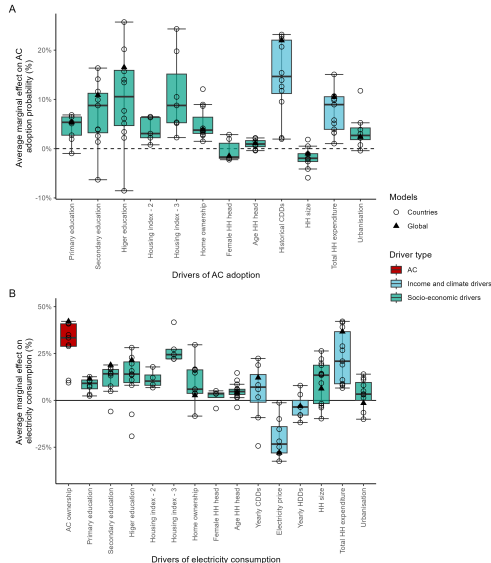 A
Average marginal effect on AC
adoption probability (%)
20%
10%
0%
-10%
Primary education
Secondary education
Higer education
Housing index - 2
Housing index - 3
Home ownership
Female HH head
Age HH head
Historical CDDs
HH size
Total HH expenditure
Urbanisation
Drivers of AC adoption
Models
Countries
Global
Driver type
AC
Income and climate drivers
Socio-economic drivers
B
Average marginal effect on
electricity consumption (%)
50%
25%
0%
-25%
AC ownership
Primary education
Secondary education
Higer education
Housing index - 2
Housing index - 3
Home ownership
Female HH head
Age HH head
Yearly CDDs
Electricity price
Yearly HDDs
HH size
Total HH expenditure
Urbanisation
Drivers of electricity consumption